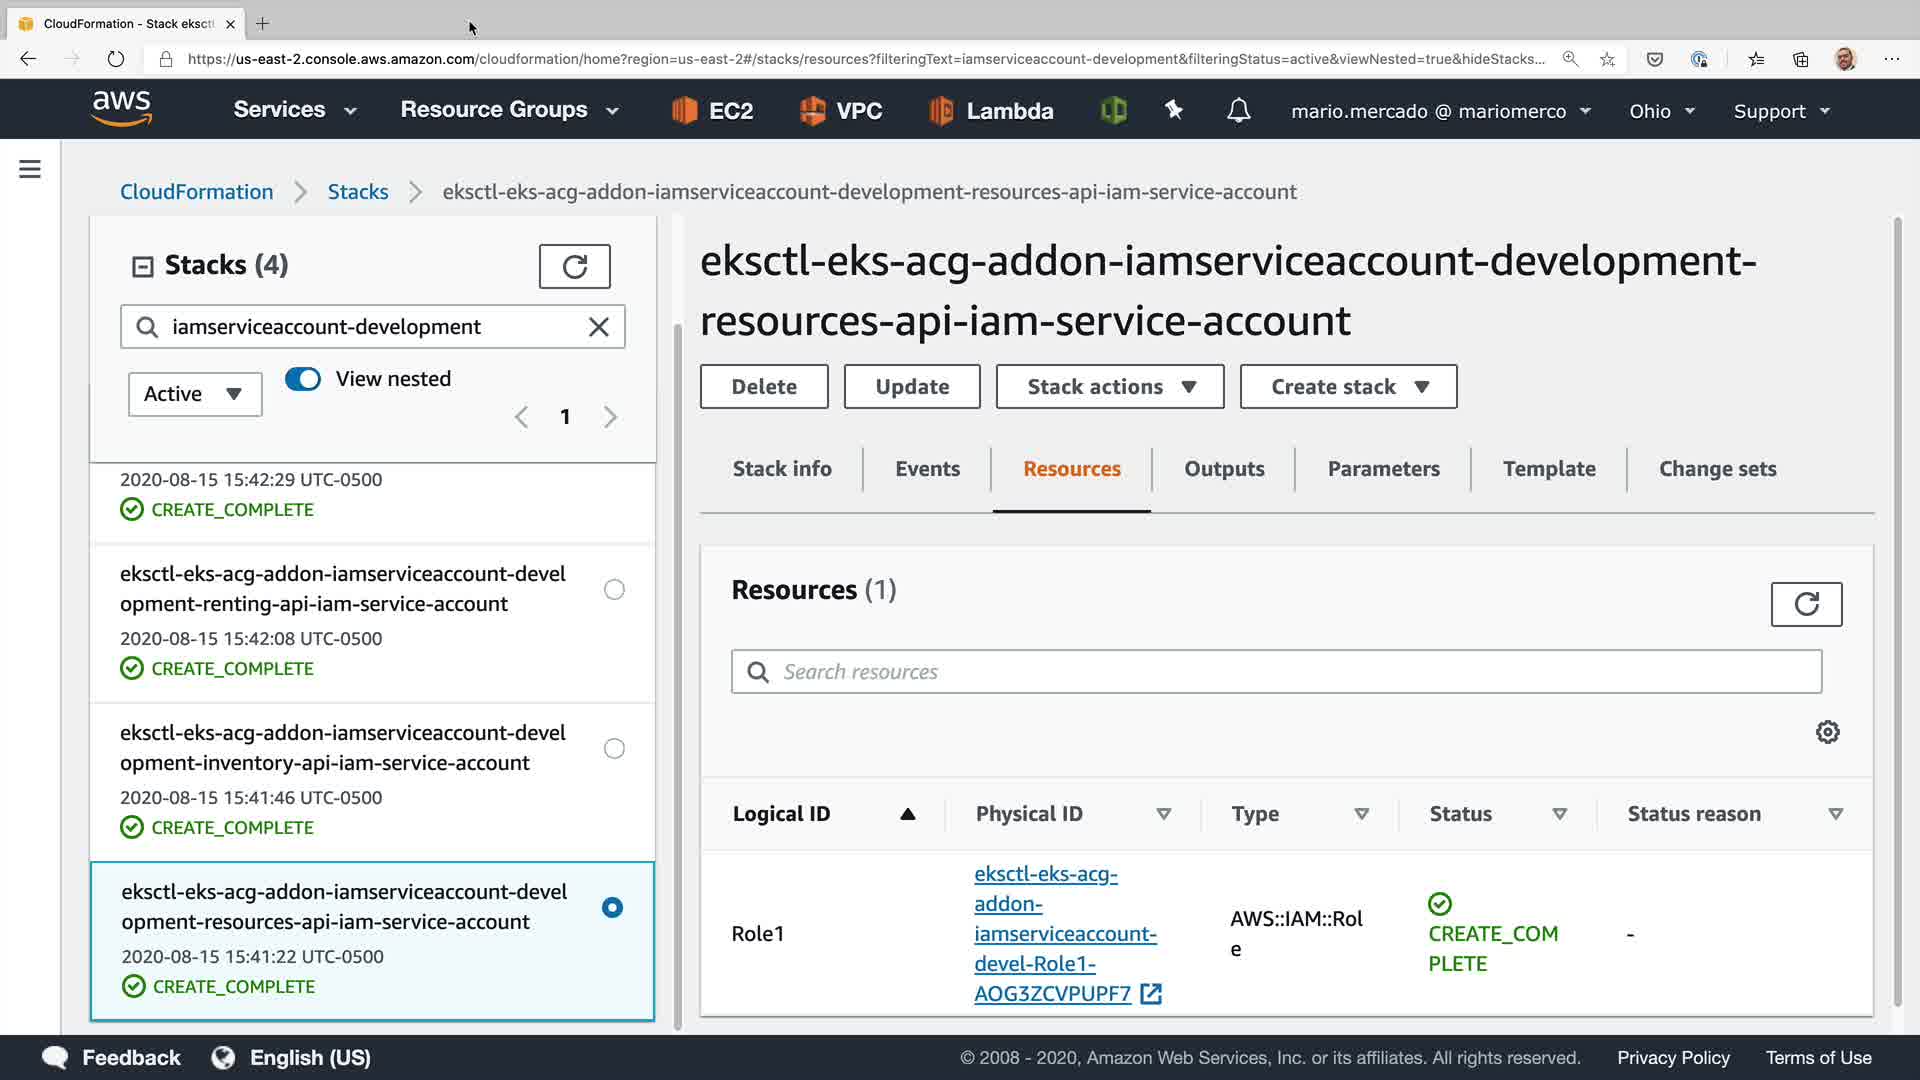 CloudFormation - Stack eksctl
https://us-east-2.console.aws.amazon.com/cloudformation/home?region=us-east-2#/stacks/resources?filteringText=iamserviceaccount-development&filteringStatus=active&viewNested=true&hideStacks...
aws
Services
Resource Groups
EC2
VPC
Lambda
mario.mercado @ mariomerco
Ohio
Support
CloudFormation
Stacks
eksctl-eks-acg-addon-iamserviceaccount-development-resources-api-iam-service-account
Stacks (4)
iamserviceaccount-development
Active
View nested
1
2020-08-15 15:42:29 UTC-0500
CREATE_COMPLETE
eksctl-eks-acg-addon-iamserviceaccount-devel
opment-renting-api-iam-service-account
2020-08-15 15:42:08 UTC-0500
CREATE_COMPLETE
eksctl-eks-acg-addon-iamserviceaccount-devel
opment-inventory-api-iam-service-account
2020-08-15 15:41:46 UTC-0500
CREATE_COMPLETE
eksctl-eks-acg-addon-iamserviceaccount-devel
opment-resources-api-iam-service-account
2020-08-15 15:41:22 UTC-0500
CREATE_COMPLETE
eksctl-eks-acg-addon-iamserviceaccount-development-
resources-api-iam-service-account
Delete
Update
Stack actions
Create stack
Stack info
Events
Resources
Outputs
Parameters
Template
Change sets
Resources (1)
Search resources
Logical ID
Physical ID
Type
Status
Status reason
Role1
eksctl-eks-acg-
addon-
iamserviceaccount-
devel-Role1-
AOG3ZCVPUPF7
AWS::IAM::Rol
e
CREATE_COM
PLETE
-
Feedback
English (US)
© 2008 - 2020, Amazon Web Services, Inc. or its affiliates. All rights reserved.
Privacy Policy
Terms of Use